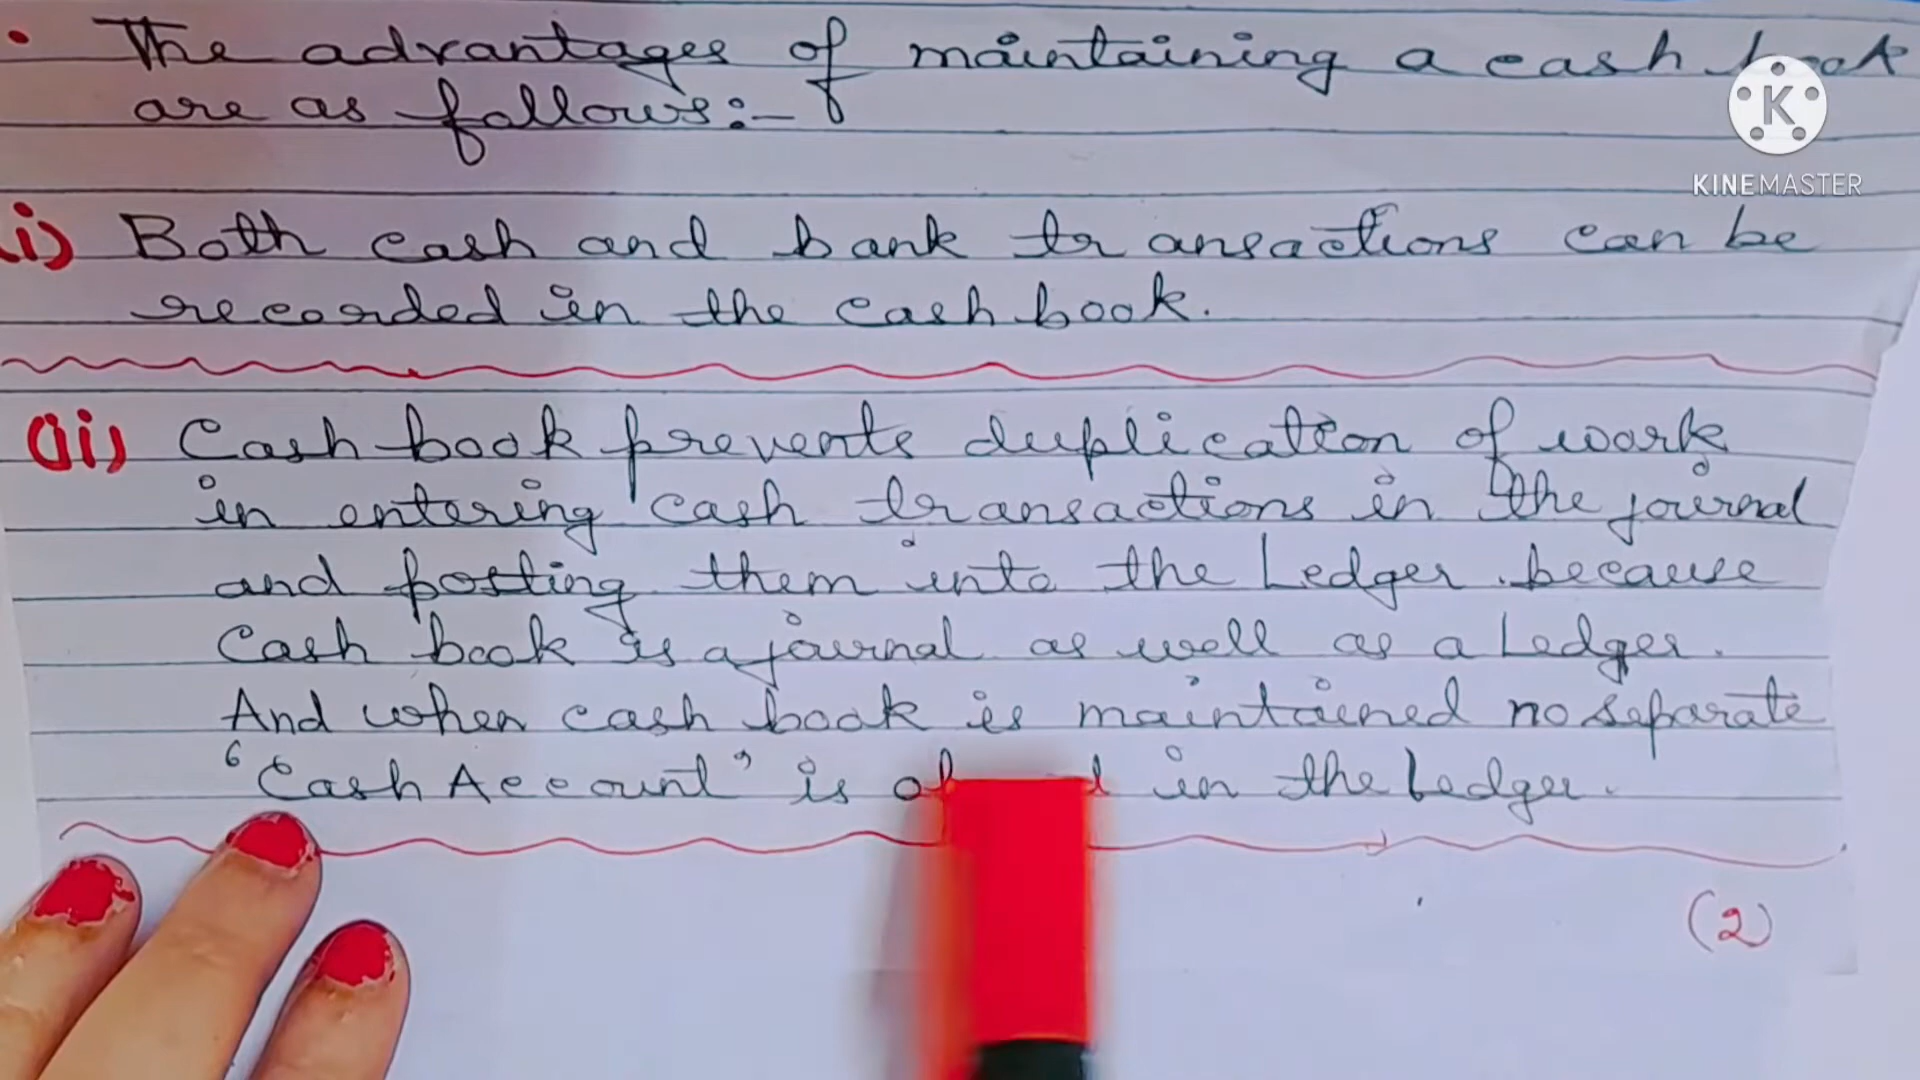 • The advantages of maintaining a cash book
are as follows:-
(i) Both cash and bank transactions can be
recorded in the cash book.
(ii) Cash book prevents duplication of work
in entering cash transactions in the journal
and posting them into the Ledger because
Cash book is a journal as well as a Ledger.
And when cash book is maintained no separate
'Cash Account' is in the Ledger.
(2)
K
KINEMASTER